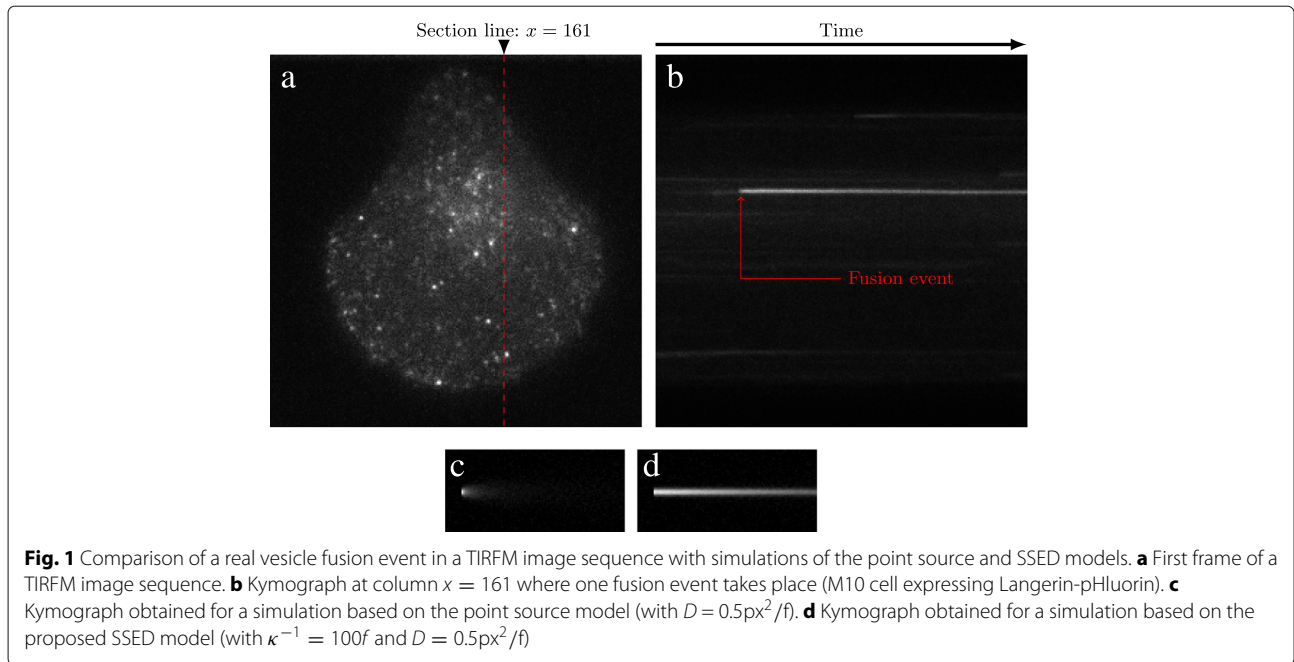 Section line: x = 161
Time
a
b
Fusion event
c
d
Fig. 1 Comparison of a real vesicle fusion event in a TIRFM image sequence with simulations of the point source and SSED models. a First frame of a
TIRFM image sequence. b Kymograph at column x = 161 where one fusion event takes place (M10 cell expressing Langerin-pHluorin). c
Kymograph obtained for a simulation based on the point source model (with D = 0.5px²/f). d Kymograph obtained for a simulation based on the
proposed SSED model (with κ⁻¹ = 100f and D = 0.5px²/f)